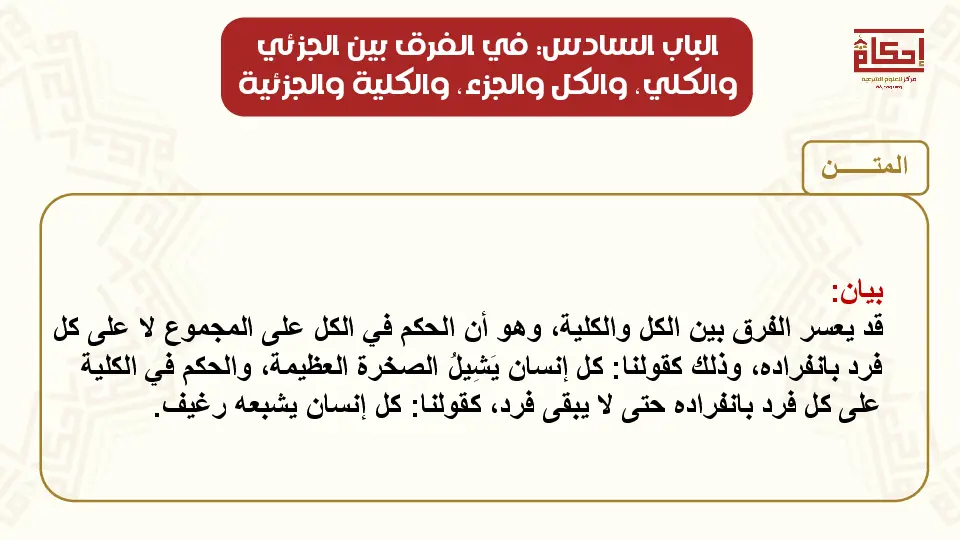 الباب السادس: في الفرق بين الجزئي
والكلي، والكل والجزء، والكلية والجزئية
إحكام
مركز للعلوم الشرعية
المتـــــن
بيان:
قد يعسر الفرق بين الكل والكلية، وهو أن الحكم في الكل على المجموع لا على كل
فرد بانفراده، وذلك كقولنا: كل إنسان يَشِيلُ الصخرة العظيمة، والحكم في الكلية
على كل فرد بانفراده حتى لا يبقى فرد، كقولنا: كل إنسان يشبعه رغيف.